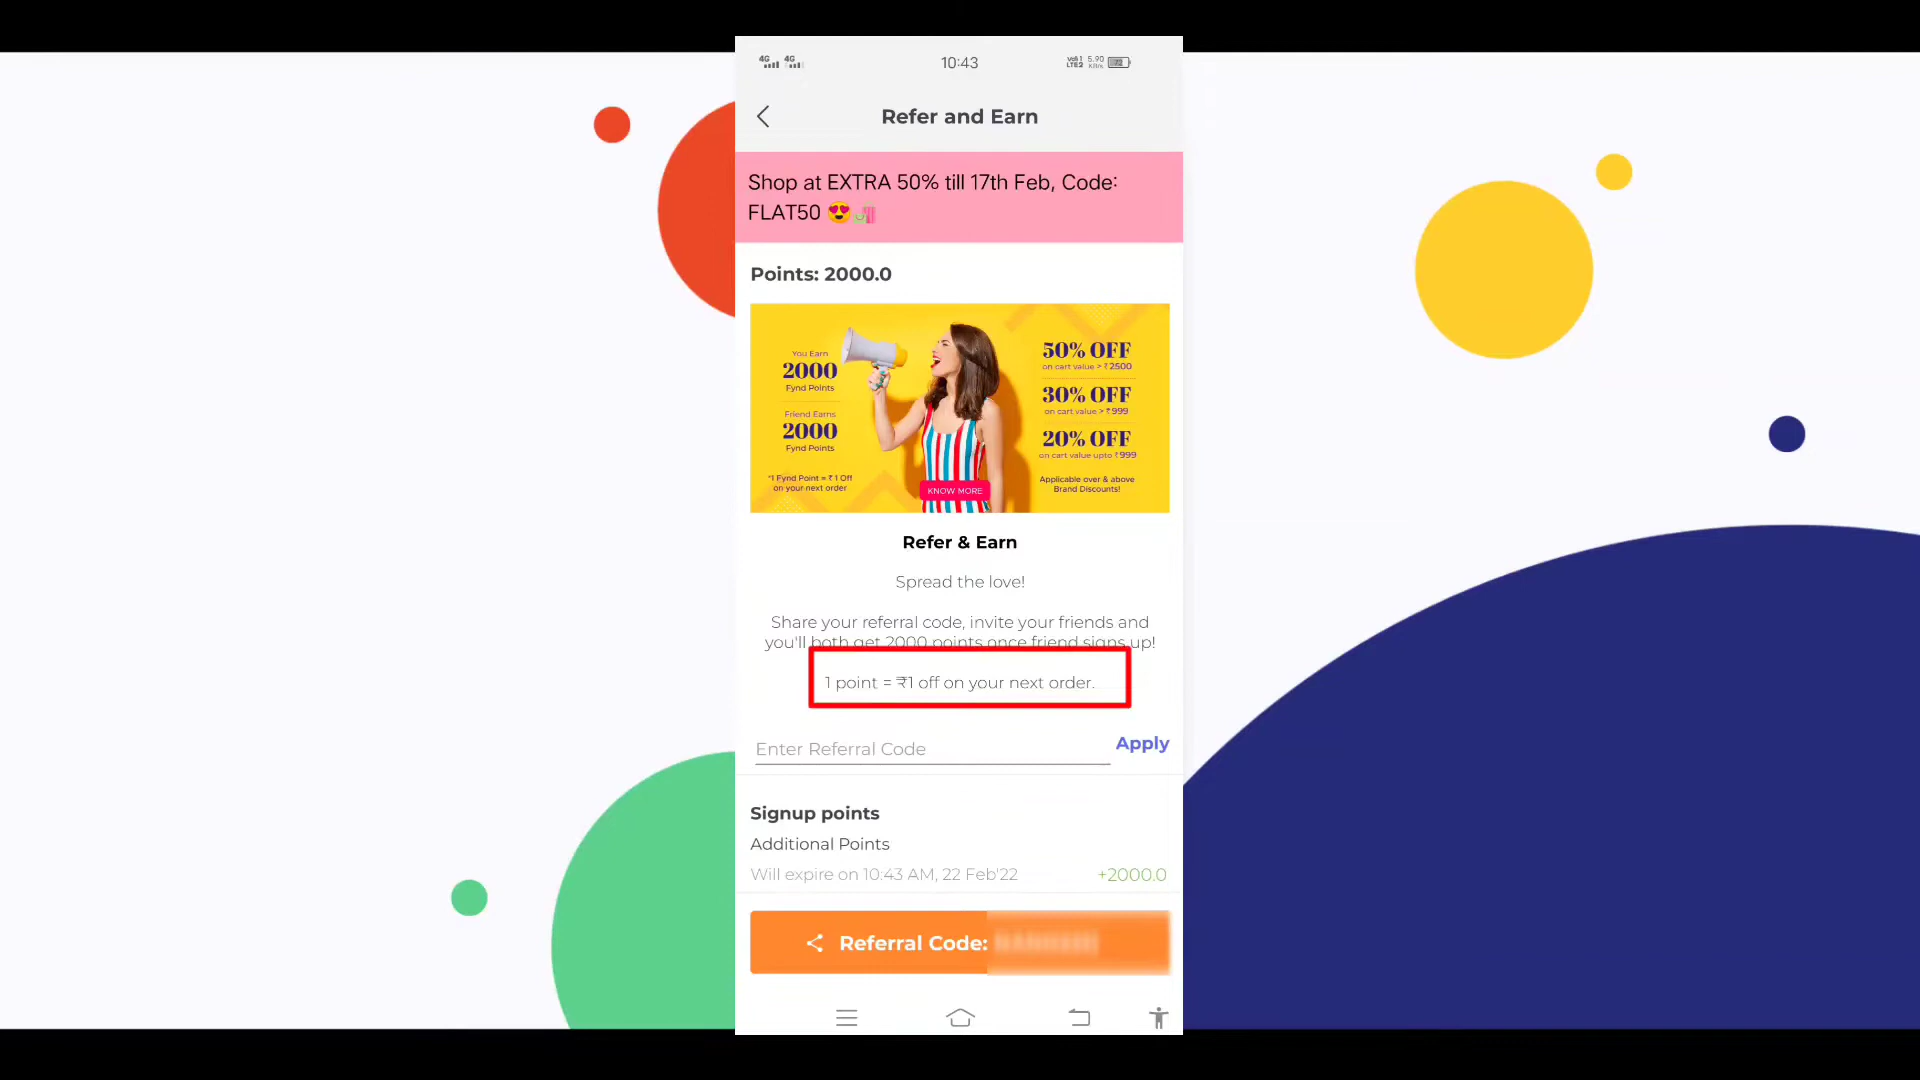 4G 4G 10:43 LTE2 5.90
Refer and Earn
Shop at EXTRA 50% till 17th Feb, Code:
FLAT50 😍🛍️
Points: 2000.0
You Earn
2000
Fynd Points
Friend Earns
2000
Fynd Points
*1 Fynd Point = ₹ 1 Off
on your next order
KNOW MORE
50% OFF
on cart value > ₹ 2500
30% OFF
on cart value > ₹ 999
20% OFF
on cart value upto ₹ 999
Applicable over & above
Brand Discounts!
Refer & Earn
Spread the love!
Share your referral code, invite your friends and
you'll both get 2000 points once friend signs up!
1 point = ₹1 off on your next order.
Enter Referral Code Apply
Signup points
Additional Points
Will expire on 10:43 AM, 22 Feb'22 +2000.0
Referral Code: